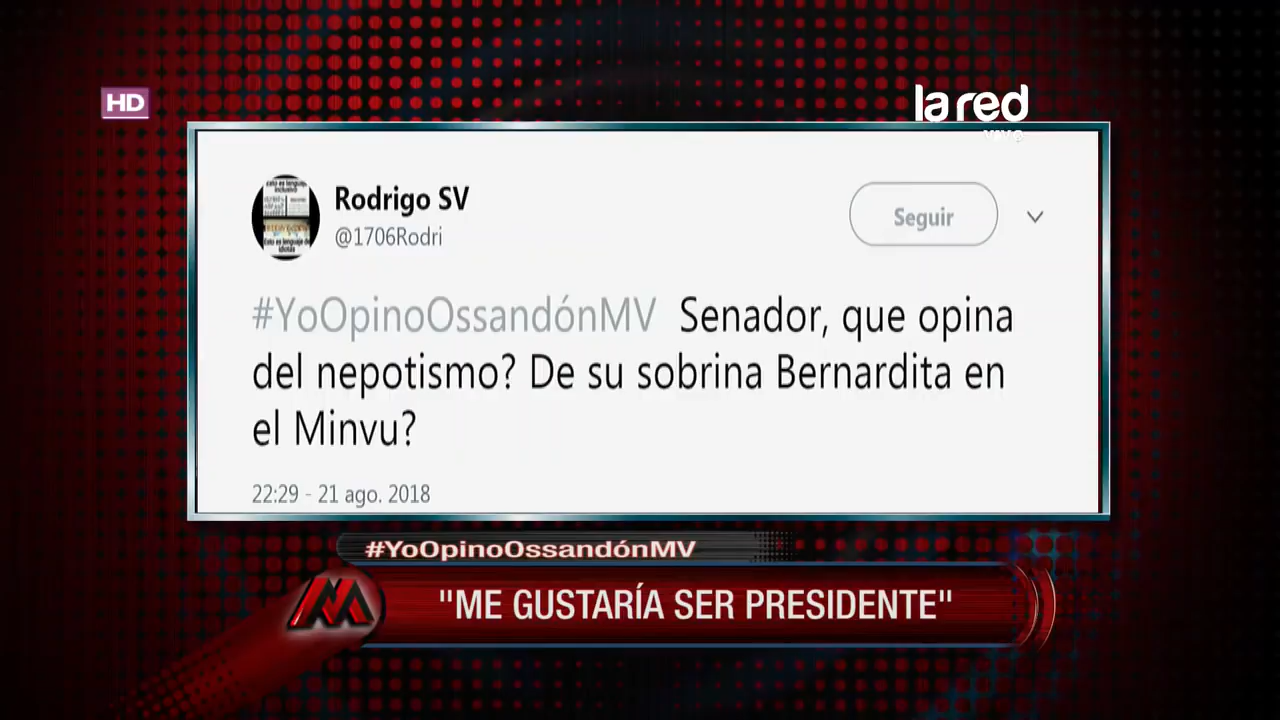 HD
la red
VIVO
Rodrigo SV
@1706Rodri
Seguir
#YoOpinoOssandónMV Senador, que opina
del nepotismo? De su sobrina Bernardita en
el Minvu?
22:29 - 21 ago. 2018
#YoOpinoOssandónMV
"ME GUSTARÍA SER PRESIDENTE"